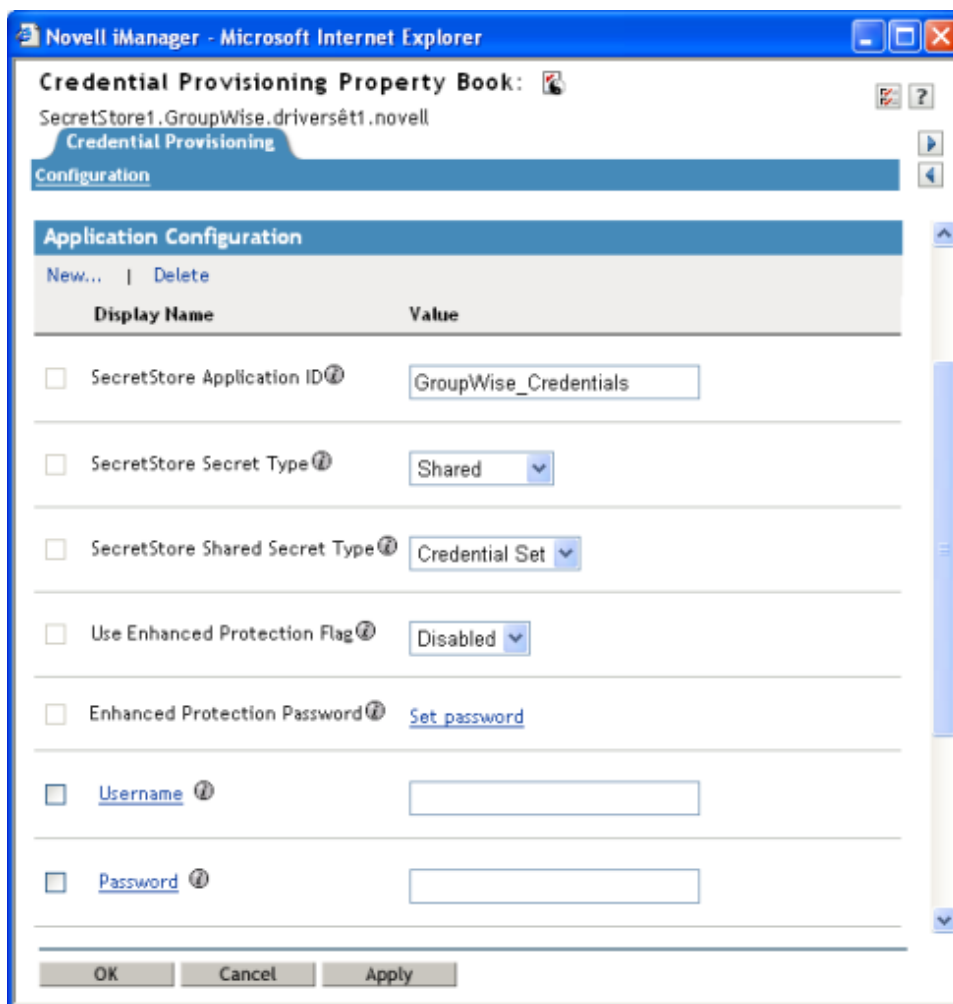 Novell iManager - Microsoft Internet Explorer
Credential Provisioning Property Book:
SecretStore1.GroupWise.driversêt1.novell
Credential Provisioning
Configuration
Application Configuration
New... | Delete
Display Name Value
SecretStore Application ID GroupWise_Credentials
SecretStore Secret Type Shared
SecretStore Shared Secret Type Credential Set
Use Enhanced Protection Flag Disabled
Enhanced Protection Password Set password
Username
Password
OK Cancel Apply